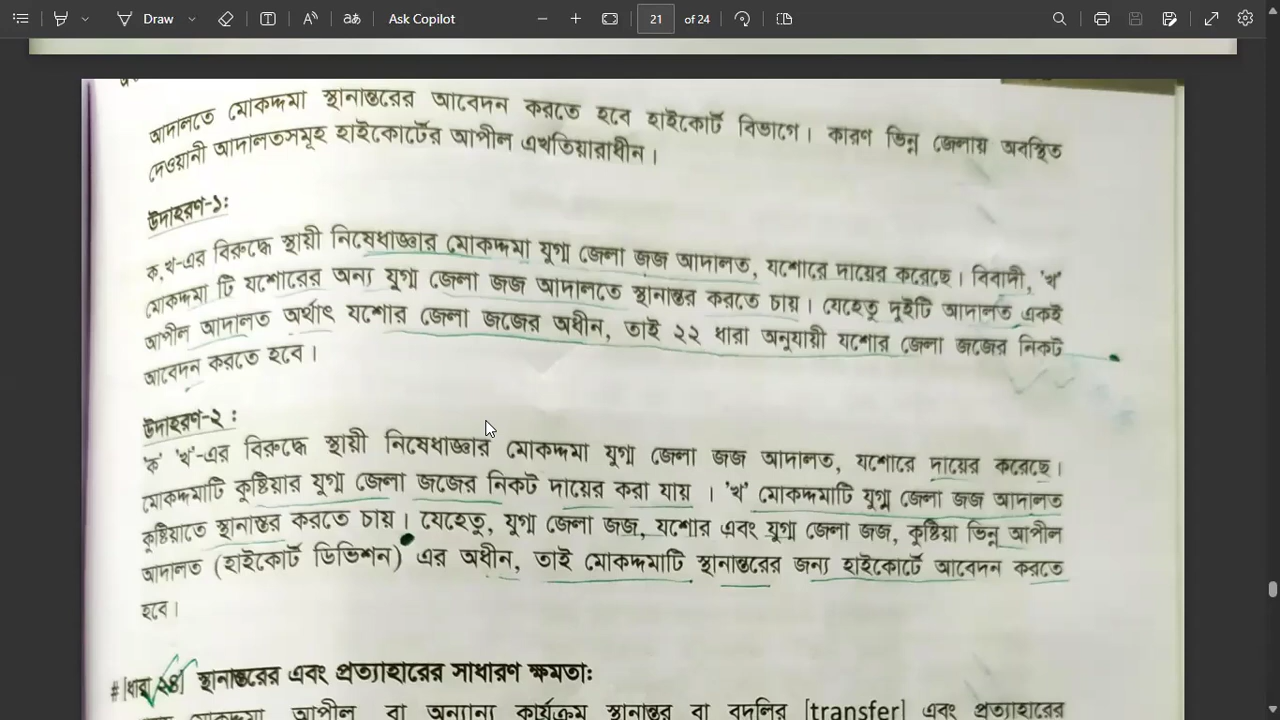 Draw
Ask Copilot
21 of 24
আদালতে মোকদ্দমা স্থানান্তরের আবেদন করতে হবে হাইকোর্ট বিভাগে। কারণ ভিন্ন জেলায় অবস্থিত
দেওয়ানী আদালতসমূহ হাইকোর্টের আপীল এখতিয়ারাধীন।
উদাহরণ-১:
ক,খ-এর বিরুদ্ধে স্থায়ী নিষেধাজ্ঞার মোকদ্দমা যুগ্ম জেলা জজ আদালত, যশোরে দায়ের করেছে। বিবাদী, 'খ'
মোকদ্দমা টি যশোরের অন্য যুগ্ম জেলা জজ আদালতে স্থানান্তর করতে চায়। যেহেতু দুইটি আদালত একই
আপীল আদালত অর্থাৎ যশোর জেলা জজের অধীন, তাই ২২ ধারা অনুযায়ী যশোর জেলা জজের নিকট
আবেদন করতে হবে।
উদাহরণ-২ :
'ক' 'খ'-এর বিরুদ্ধে স্থায়ী নিষেধাজ্ঞার মোকদ্দমা যুগ্ম জেলা জজ আদালত, যশোরে দায়ের করেছে।
মোকদ্দমাটি কুষ্টিয়ার যুগ্ম জেলা জজের নিকট দায়ের করা যায় । 'খ' মোকদ্দমাটি যুগ্ম জেলা জজ আদালত
কুষ্টিয়াতে স্থানান্তর করতে চায়। যেহেতু, যুগ্ম জেলা জজ, যশোর এবং যুগ্ম জেলা জজ, কুষ্টিয়া ভিন্ন আপীল
আদালত (হাইকোর্ট ডিভিশন) এর অধীন, তাই মোকদ্দমাটি স্থানান্তরের জন্য হাইকোর্টে আবেদন করতে
হবে।
# [ধারা ২৪] স্থানান্তরের এবং প্রত্যাহারের সাধারণ ক্ষমতা:
মোকদ্দমা আপীল বা অন্যান্য কার্যক্রম স্থানান্তর বা বদলির [transfer] এবং প্রত্যাহারের